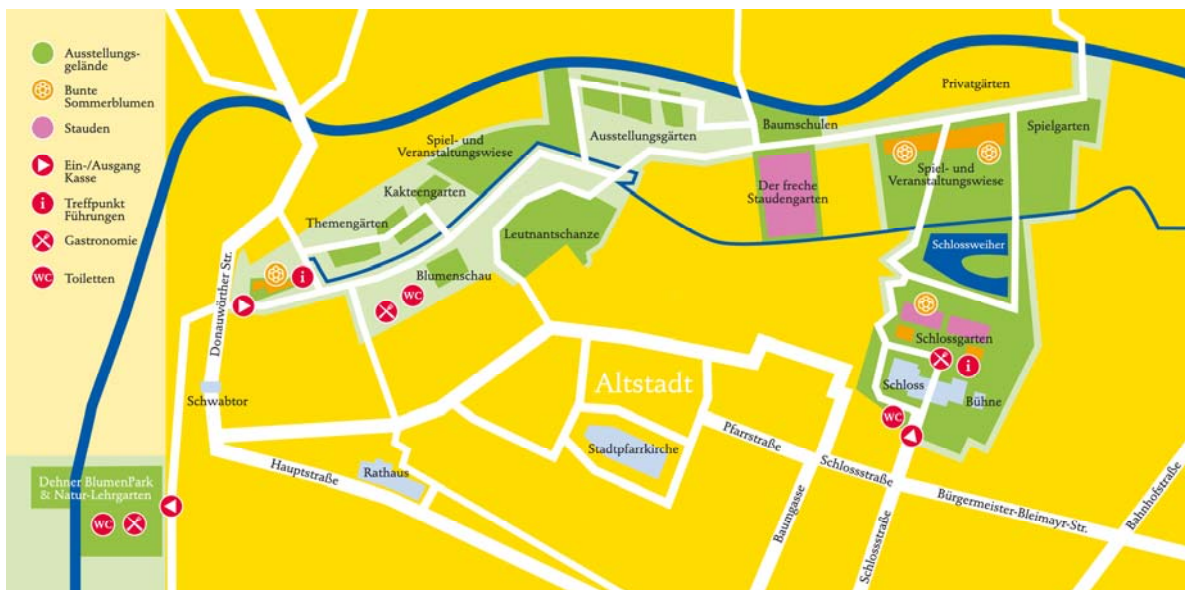 Ausstellungs-
gelände
Bunte
Sommerblumen
Stauden
Ein-/Ausgang
Kasse
i
Treffpunkt
Führungen
Gastronomie
WC
Toiletten
Privatgärten
Spielgarten
Baumschulen
Ausstellungsgärten
Spiel- und
Veranstaltungswiese
Kakteengarten
Themengärten
Der freche
Staudengarten
Spiel- und
Veranstaltungswiese
Leutnantschanze
Schlossweiher
Blumenschau
i
WC
Donauwörther Str.
Schlossgarten
i
Schloss
Bühne
WC
Schwabtor
Altstadt
Stadtpfarrkirche
Rathaus
Hauptstraße
Pfarrstraße
Schlossstraße
Bürgermeister-Bleimayr-Str.
Baumgasse
Schlossstraße
Bahnhofstraße
Dehner BlumenPark
& Natur-Lehrgarten
WC